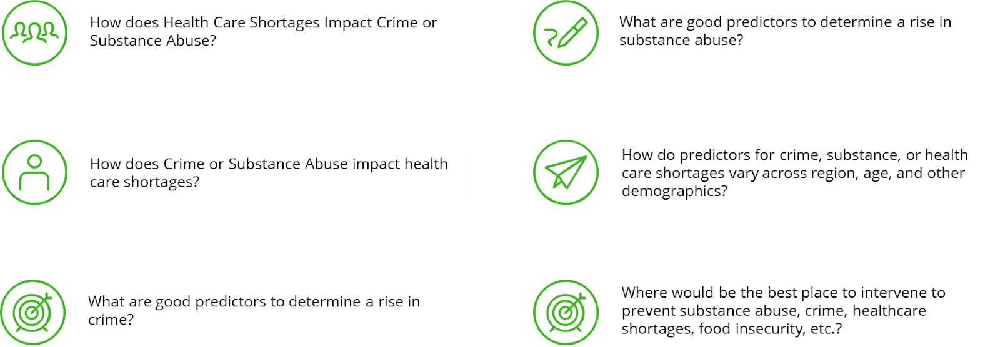 How does Health Care Shortages Impact Crime or
Substance Abuse?
What are good predictors to determine a rise in
substance abuse?
How does Crime or Substance Abuse impact health
care shortages?
How do predictors for crime, substance, or health
care shortages vary across region, age, and other
demographics?
What are good predictors to determine a rise in
crime?
Where would be the best place to intervene to
prevent substance abuse, crime, healthcare
shortages, food insecurity, etc.?